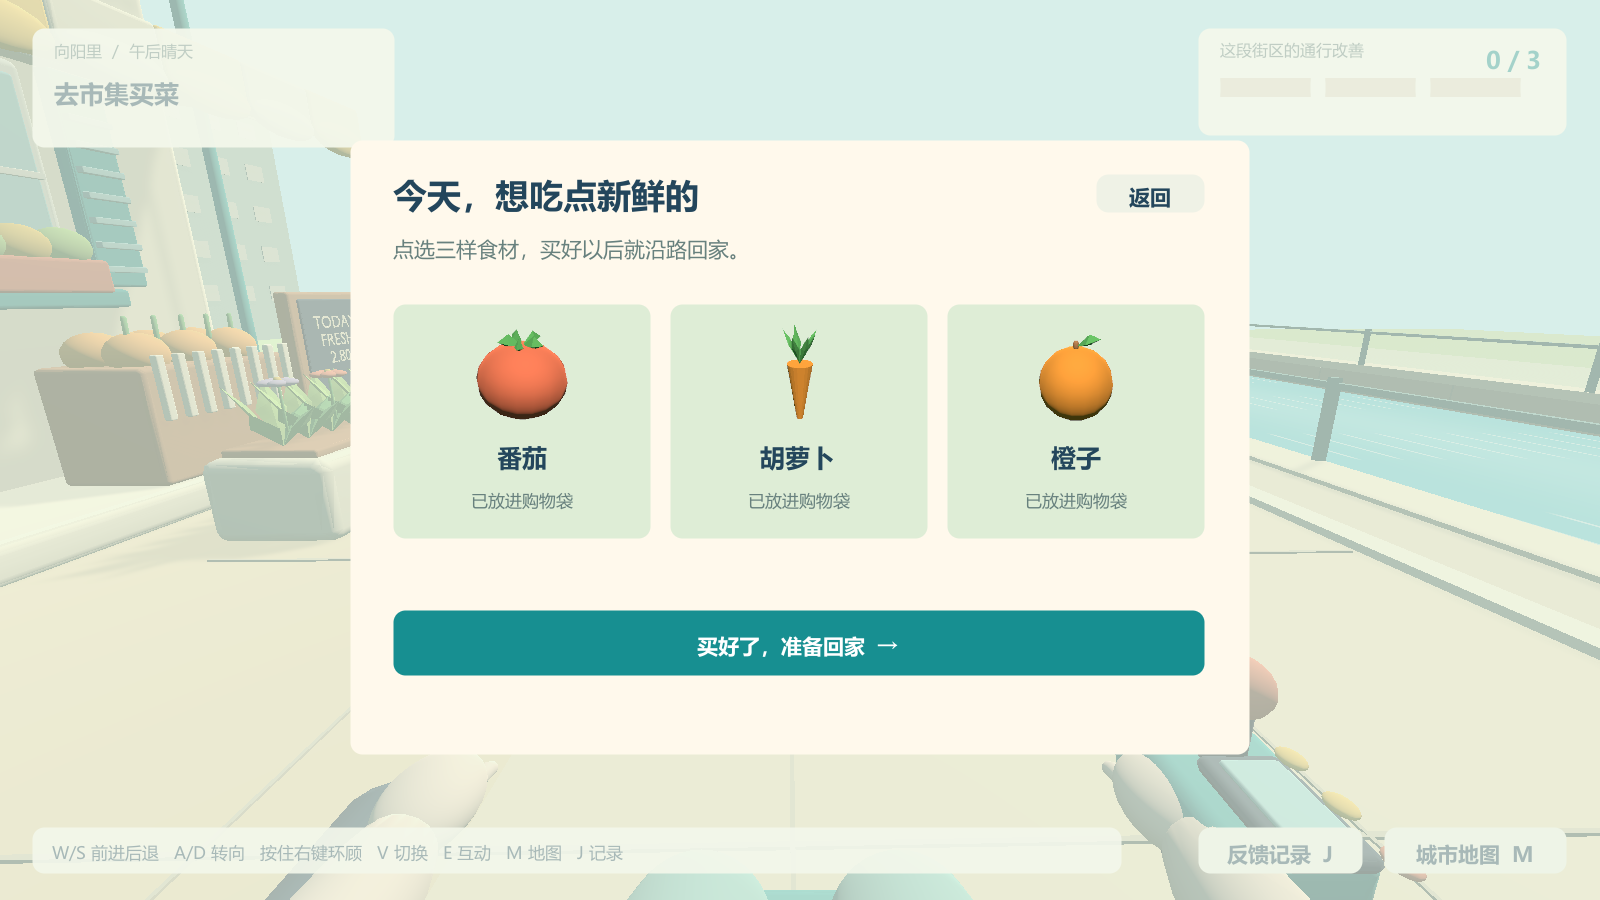 向阳里 / 午后晴天
去市集买菜
这段街区的通行改善
0 / 3
今天，想吃点新鲜的
返回
点选三样食材，买好以后就沿路回家。
TODA
FRESH
2.80
番茄
胡萝卜
橙子
已放进购物袋
已放进购物袋
已放进购物袋
买好了，准备回家 →
W/S 前进后退 A/D 转向 按住右键环顾 V 切换 E 互动 M 地图 J 记录
反馈记录 J
城市地图 M